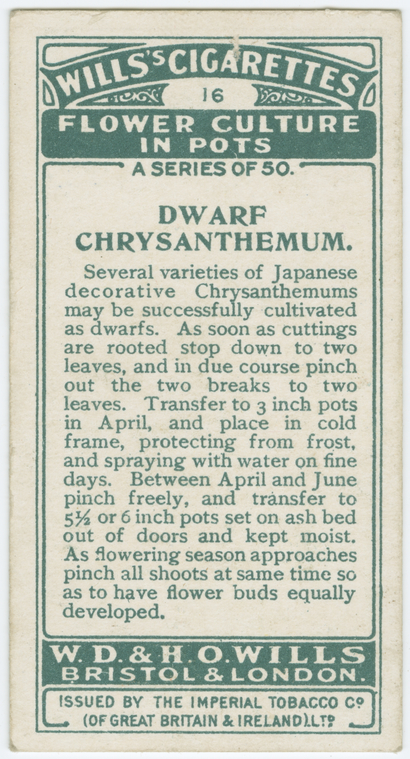 WILLS'S CIGARETTES
16
FLOWER CULTURE
IN POTS
A SERIES OF 50.
DWARF
CHRYSANTHEMUM.
Several varieties of Japanese
decorative Chrysanthemums
may be successfully cultivated
as dwarfs. As soon as cuttings
are rooted stop down to two
leaves, and in due course pinch
out the two breaks to two
leaves. Transfer to 3 inch pots
in April, and place in cold
frame, protecting from frost,
and spraying with water on fine
days. Between April and June
pinch freely, and transfer to
5½ or 6 inch pots set on ash bed
out of doors and kept moist.
As flowering season approaches
pinch all shoots at same time so
as to have flower buds equally
developed.
W. D. & H. O. WILLS
BRISTOL & LONDON.
ISSUED BY THE IMPERIAL TOBACCO Co
(OF GREAT BRITAIN & IRELAND), LTD.